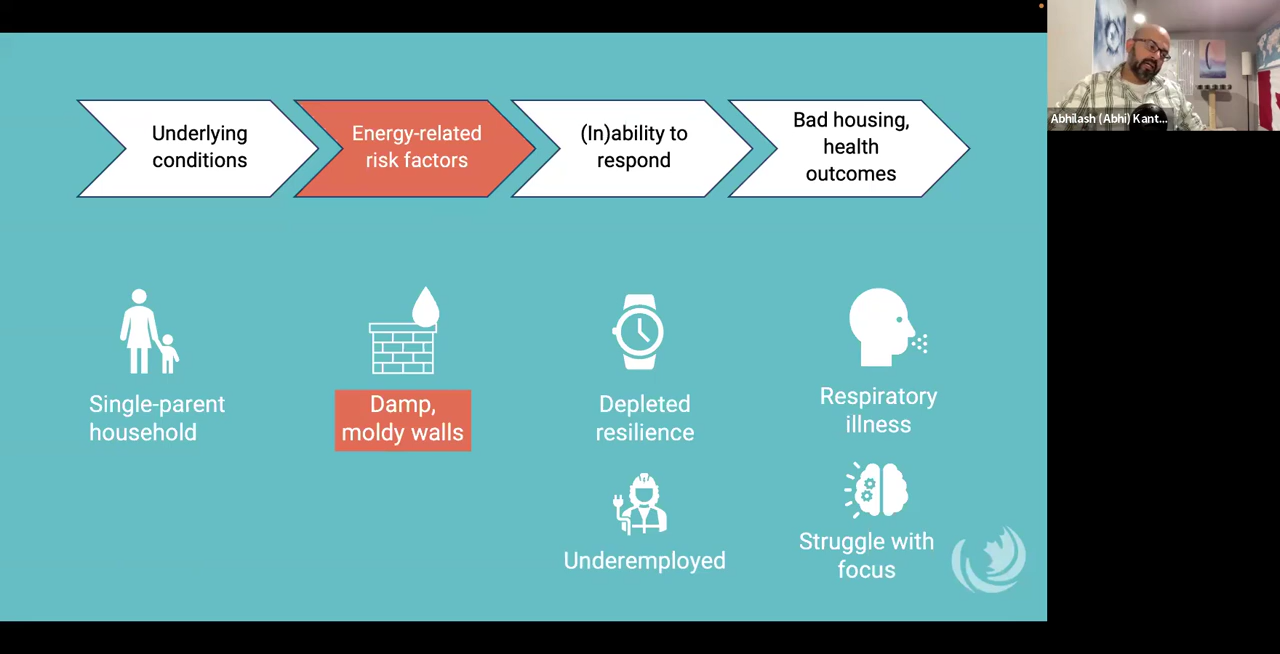 Underlying
conditions
Energy-related
risk factors
(In)ability to
respond
Bad housing,
health
outcomes
Abhilash (Abhi) Kant...
Single-parent
household
Damp,
moldy walls
Depleted
resilience
Respiratory
illness
Underemployed
Struggle with
focus